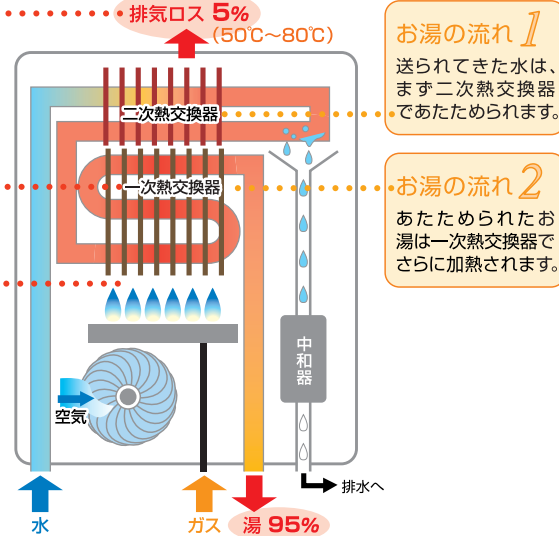 排気ロス 5%
(50℃～80℃)
お湯の流れ 1
送られてきた水は、
まず二次熱交換器
であたためられます。
二次熱交換器
一次熱交換器
お湯の流れ 2
あたためられたお
湯は一次熱交換器で
さらに加熱されます。
中和器
空気
排水へ
水
ガス
湯 95%